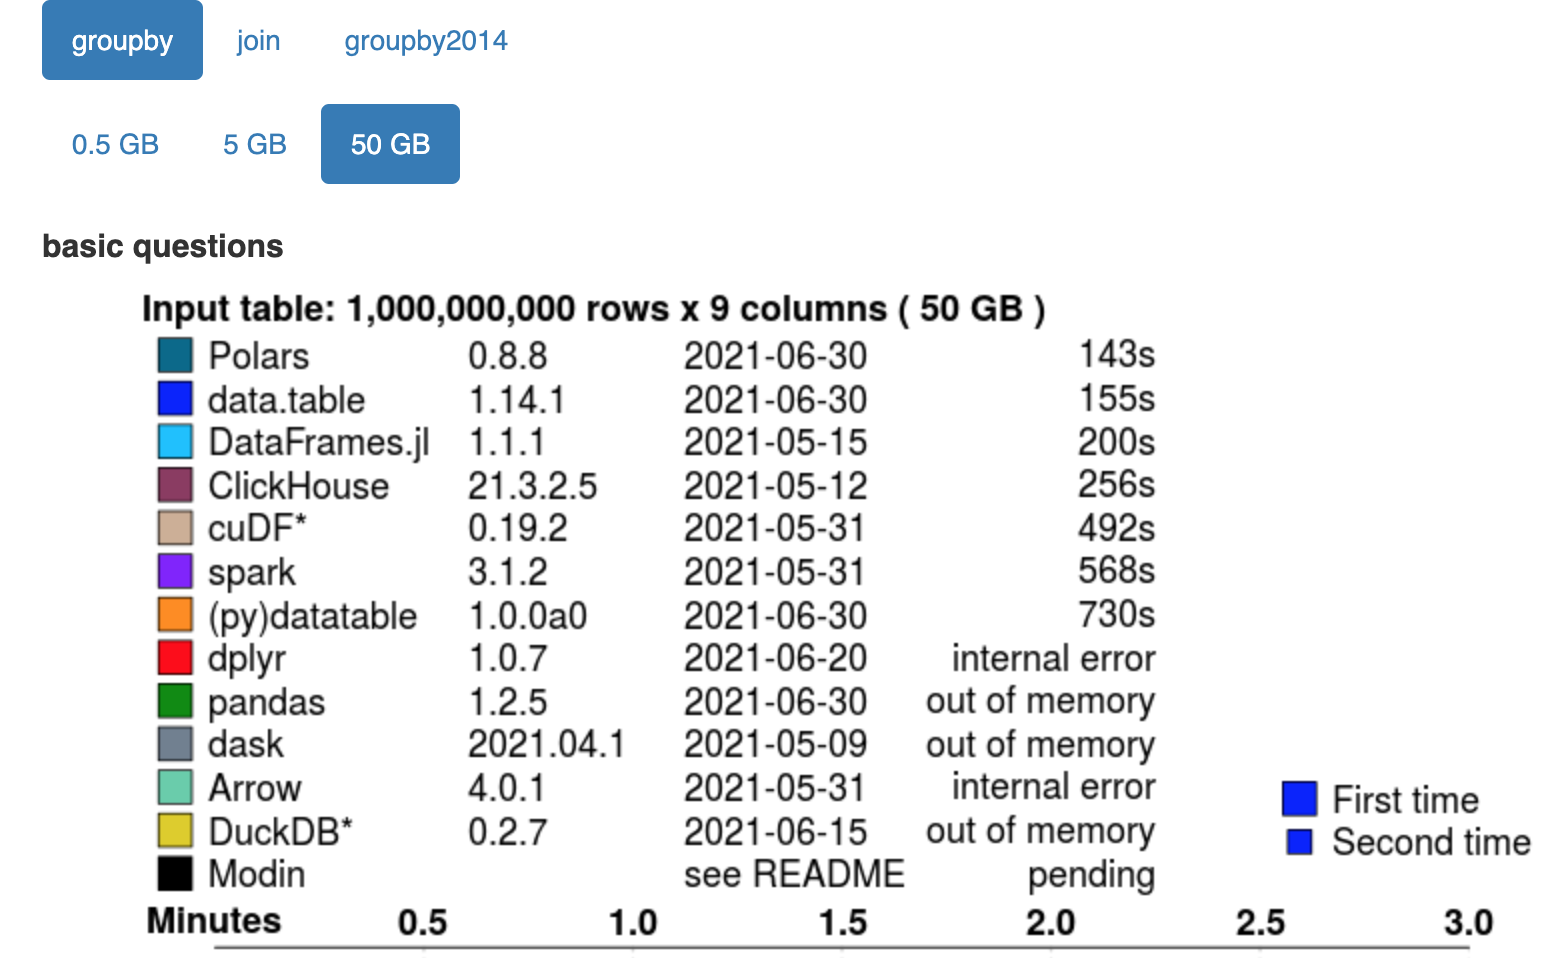 groupby join groupby2014
0.5 GB 5 GB 50 GB
basic questions
Input table: 1,000,000,000 rows x 9 columns ( 50 GB )
Polars 0.8.8 2021-06-30 143s
data.table 1.14.1 2021-06-30 155s
DataFrames.jl 1.1.1 2021-05-15 200s
ClickHouse 21.3.2.5 2021-05-12 256s
cuDF* 0.19.2 2021-05-31 492s
spark 3.1.2 2021-05-31 568s
(py)datatable 1.0.0a0 2021-06-30 730s
dplyr 1.0.7 2021-06-20 internal error
pandas 1.2.5 2021-06-30 out of memory
dask 2021.04.1 2021-05-09 out of memory
Arrow 4.0.1 2021-05-31 internal error
First time
DuckDB* 0.2.7 2021-06-15 out of memory
Second time
Modin see README pending
Minutes 0.5 1.0 1.5 2.0 2.5 3.0